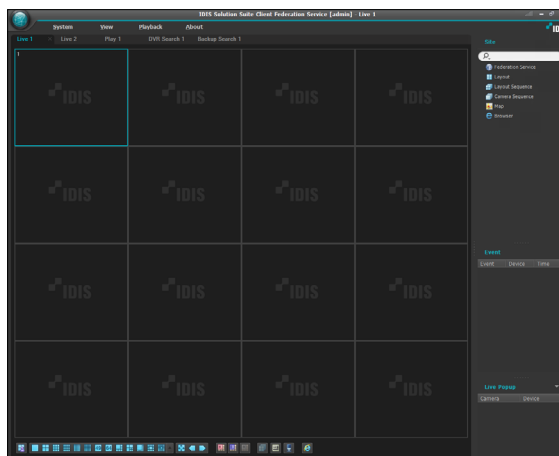 IDIS Solution Suite Client Federation Service [admin] - Live 1
System View Playback About
Live 1 Live 2 Play 1 DVR Search 1 Backup Search 1
Site
Federation Service
Layout
Layout Sequence
Camera Sequence
Map
Browser
1
IDIS IDIS IDIS IDIS
IDIS IDIS IDIS IDIS
IDIS IDIS IDIS IDIS
IDIS IDIS IDIS IDIS
Event
Event Device Time
Live Popup
Camera Device